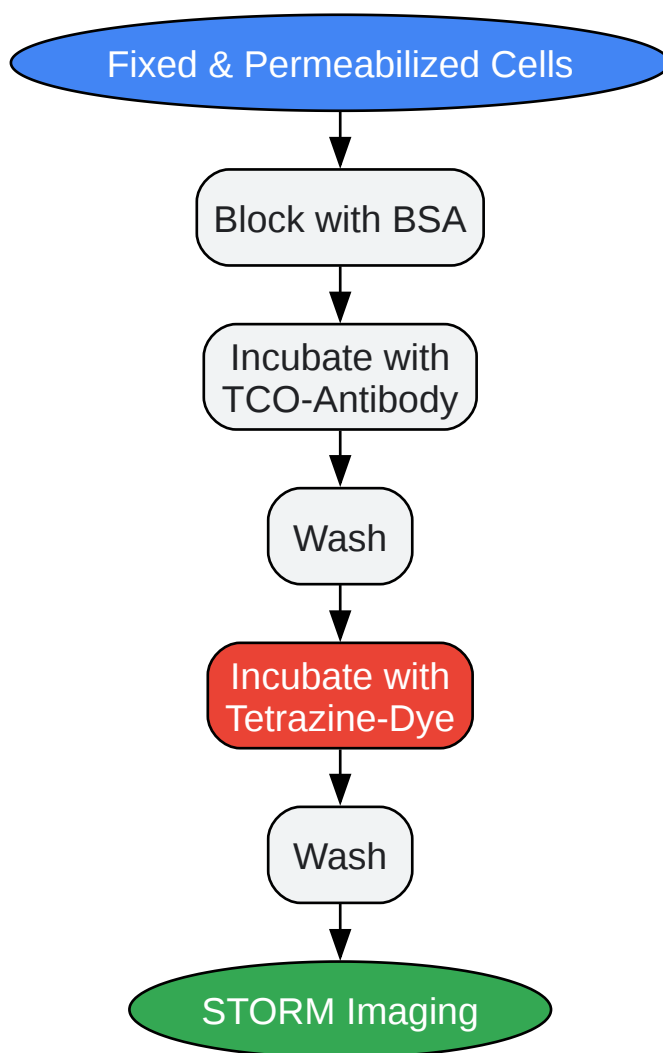 Fixed & Permeabilized Cells
Block with BSA
Incubate with
TCO-Antibody
Wash
Incubate with
Tetrazine-Dye
Wash
STORM Imaging